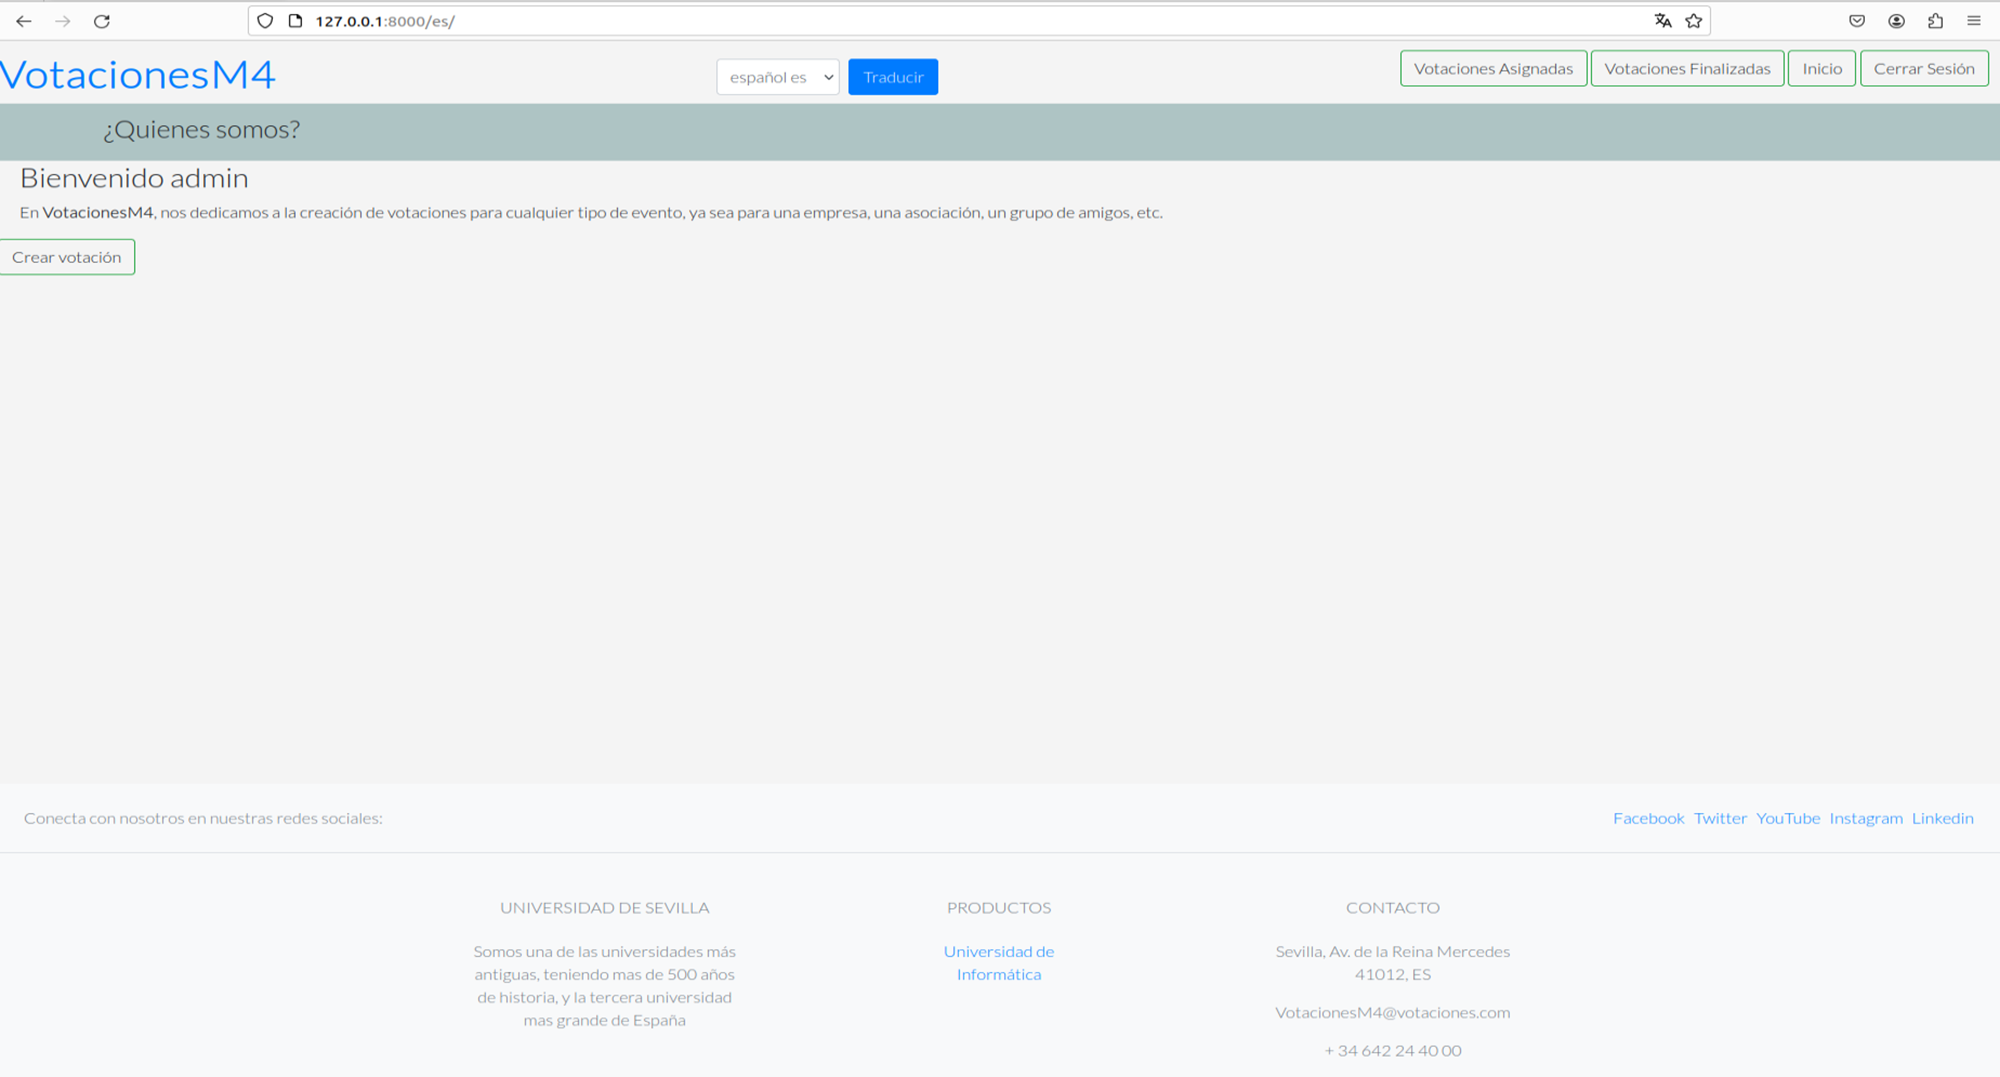 127.0.0.1:8000/es/
VotacionesM4
español es
Traducir
Votaciones Asignadas
Votaciones Finalizadas
Inicio
Cerrar Sesión
¿Quienes somos?
Bienvenido admin
En VotacionesM4, nos dedicamos a la creación de votaciones para cualquier tipo de evento, ya sea para una empresa, una asociación, un grupo de amigos, etc.
Crear votación
Conecta con nosotros en nuestras redes sociales:
Facebook Twitter YouTube Instagram Linkedin
UNIVERSIDAD DE SEVILLA
Somos una de las universidades más
antiguas, teniendo mas de 500 años
de historia, y la tercera universidad
mas grande de España
PRODUCTOS
Universidad de
Informática
CONTACTO
Sevilla, Av. de la Reina Mercedes
41012, ES
VotacionesM4@votaciones.com
+ 34 642 24 40 00